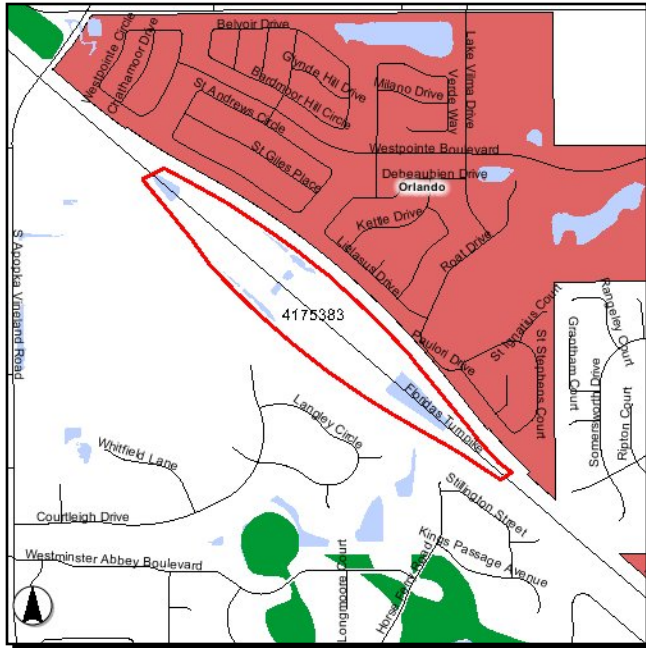 Belvoir Drive
Westpointe Circle
Chathamoor Drive
Glynde Hill Drive
Bardmoor Hill Circle
Milano Drive
Verde Way
Lake Vilma Drive
St Andrews Circle
St Giles Place
Westpointe Boulevard
Debeaubien Drive
Orlando
Kettle Drive
Lielasus Drive
Roat Drive
S Apopka Vineland Road
4175383
Paulori Drive
St Ignatius Court
St Stephens Court
Rangeley Court
Grantham Court
Somersworth Drive
Ripton Court
Floridas Turnpike
Langley Circle
Whitfield Lane
Courtleigh Drive
Stillington Street
Westminster Abbey Boulevard
Kings Passage Avenue
Longmoore Court
Horse Ferry Road